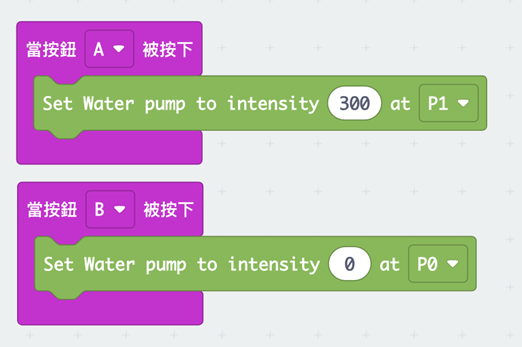 當按鈕 A 被按下
Set Water pump to intensity 300 at P1
當按鈕 B 被按下
Set Water pump to intensity 0 at P0